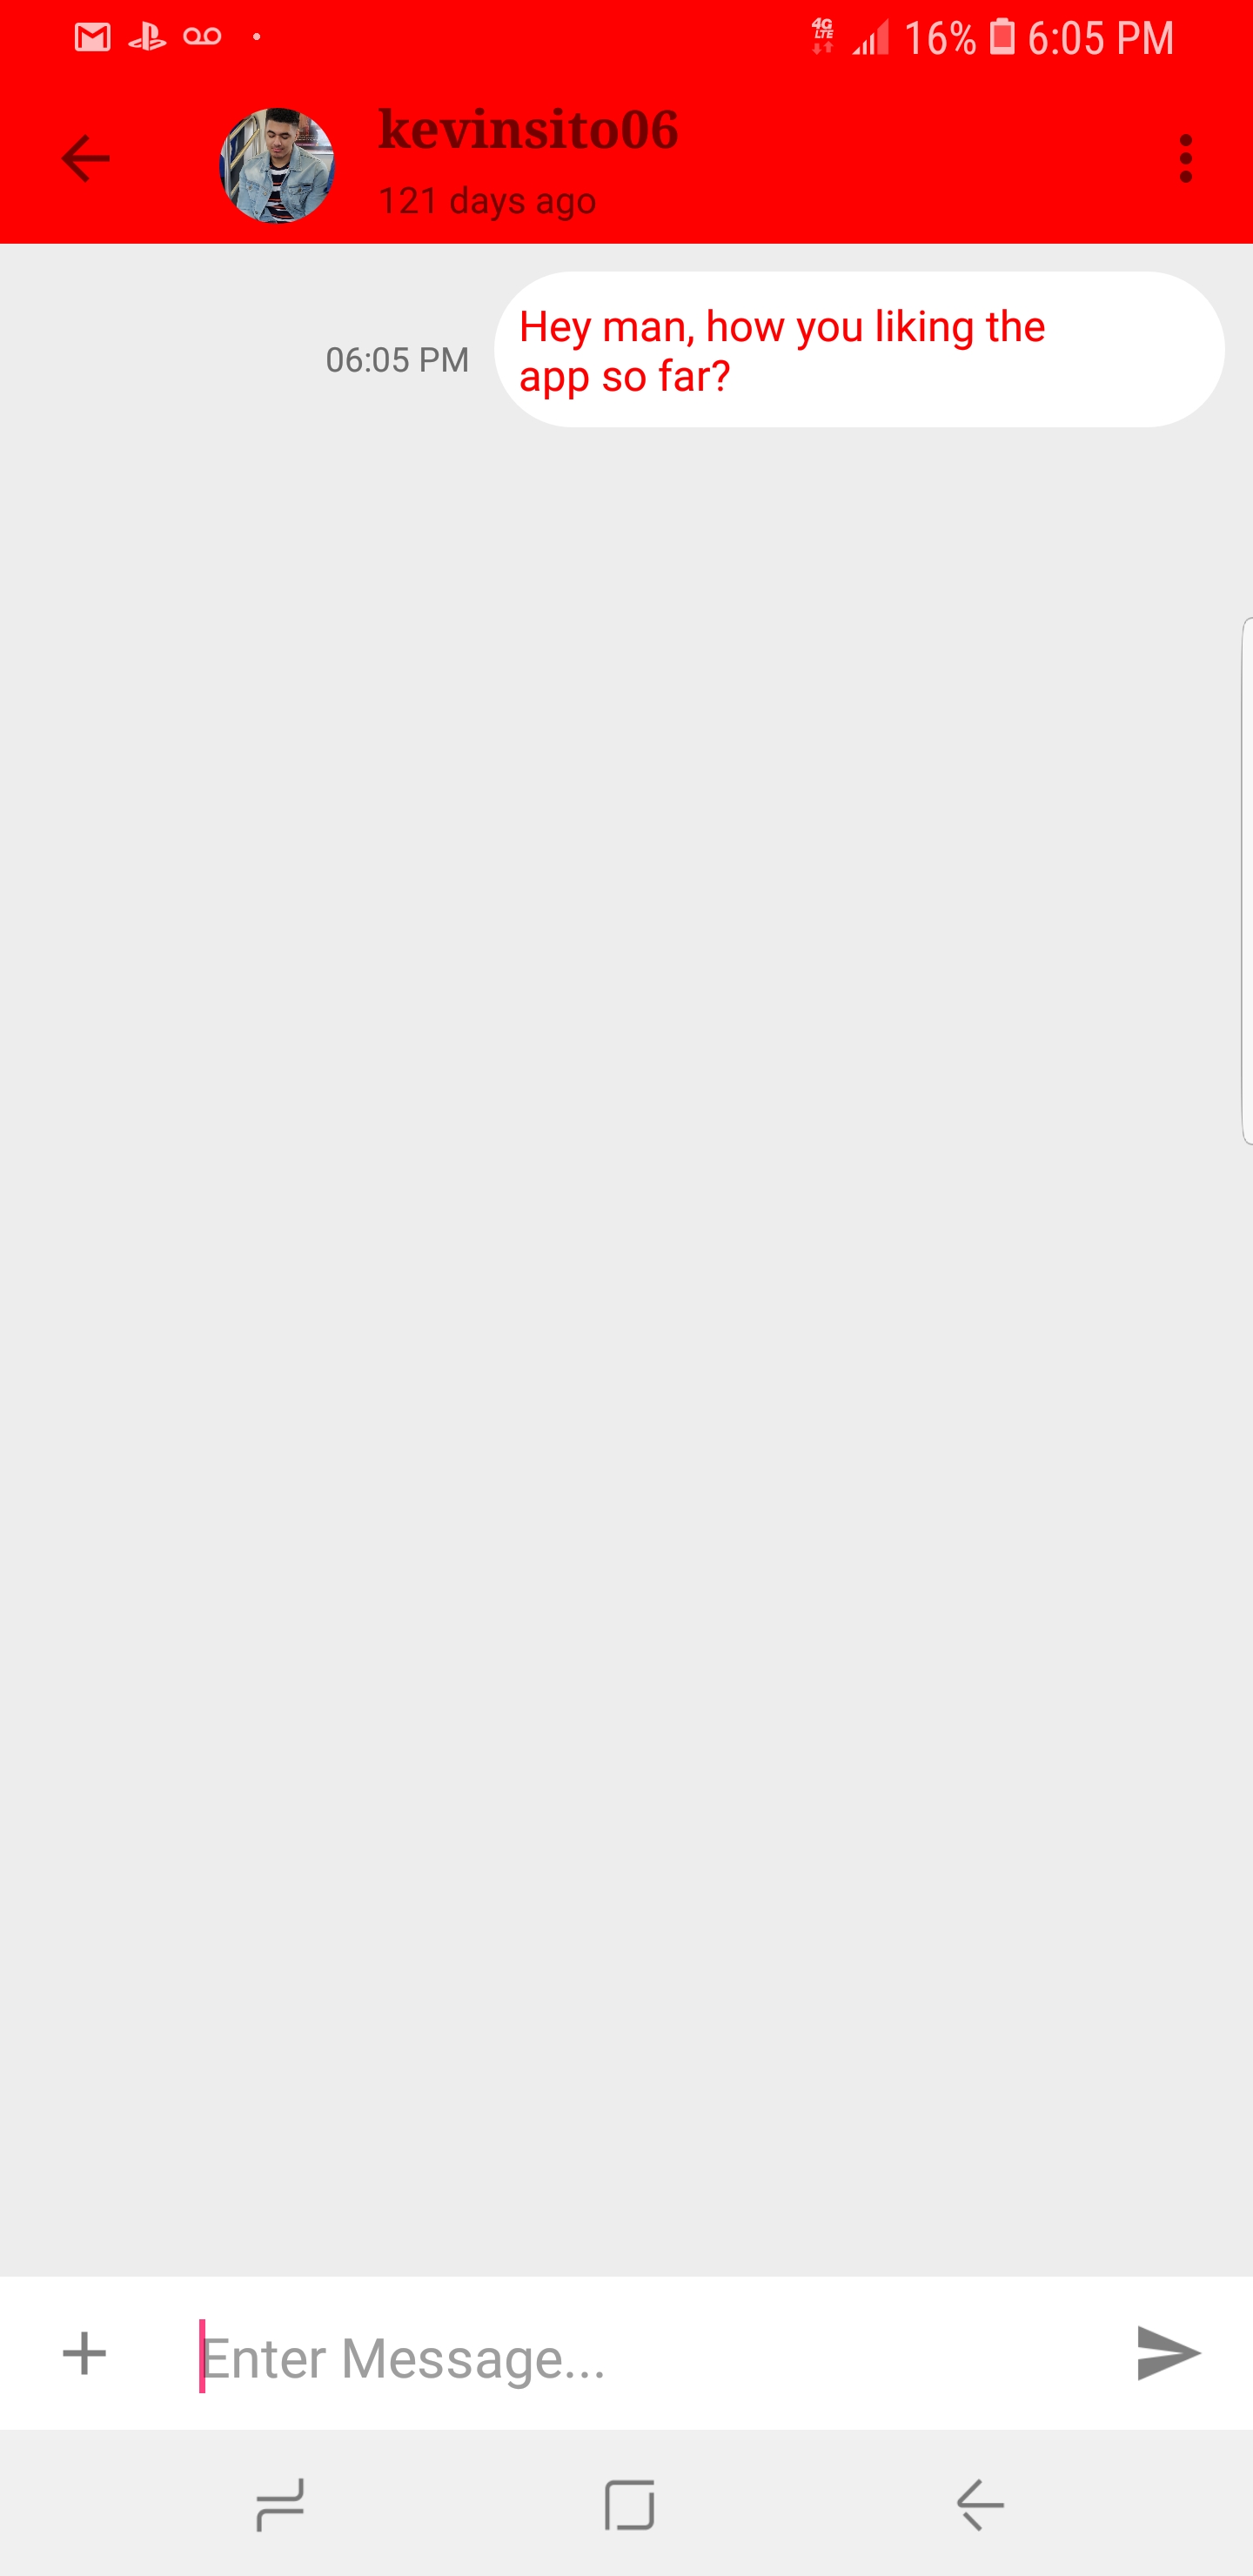 4G
LTE
16% 6:05 PM
kevinsito06
121 days ago
Hey man, how you liking the
app so far?
06:05 PM
Enter Message...